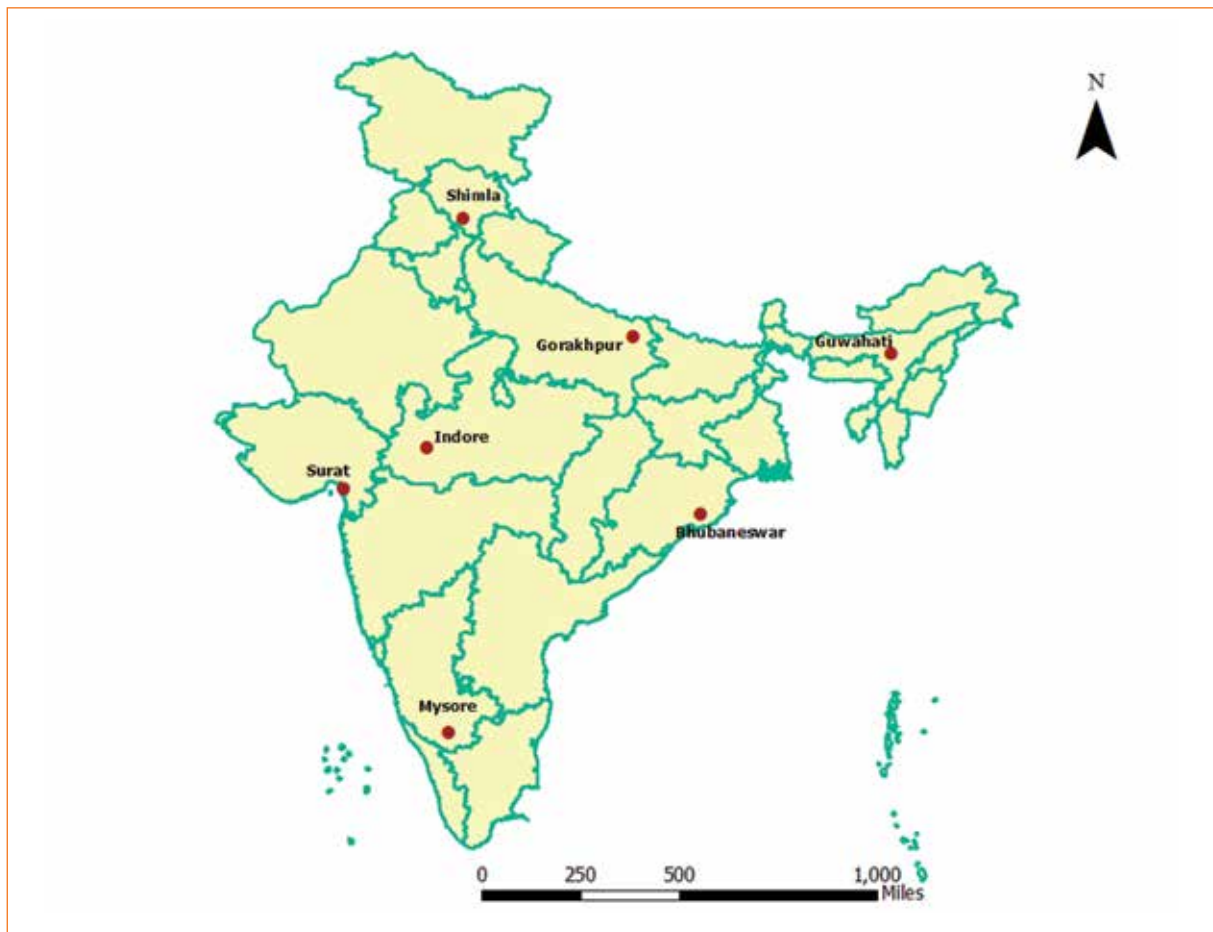 N
Shimla
Gorakhpur
Guwahati
Indore
Surat
Bhubaneswar
Mysore
0 250 500 1,000
Miles